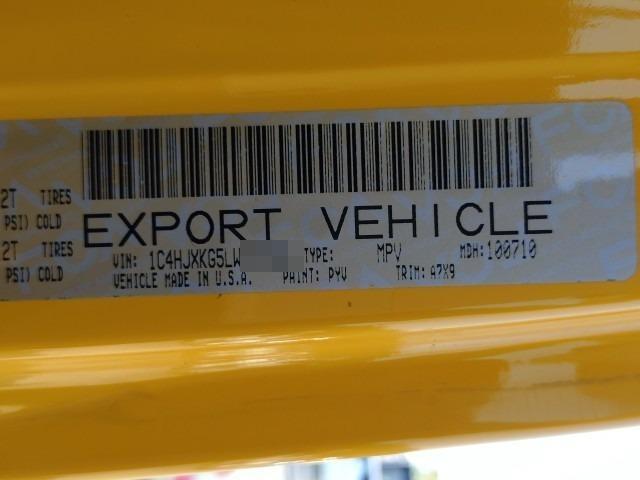 2T TIRES
PSI) COLD
2T TIRES
PSI) COLD
EXPORT VEHICLE
VIN: 1C4HJXKG5LW TYPE: MPV MDH:100710
VEHICLE MADE IN U.S.A. PAINT: PYV TRIM: A7X9